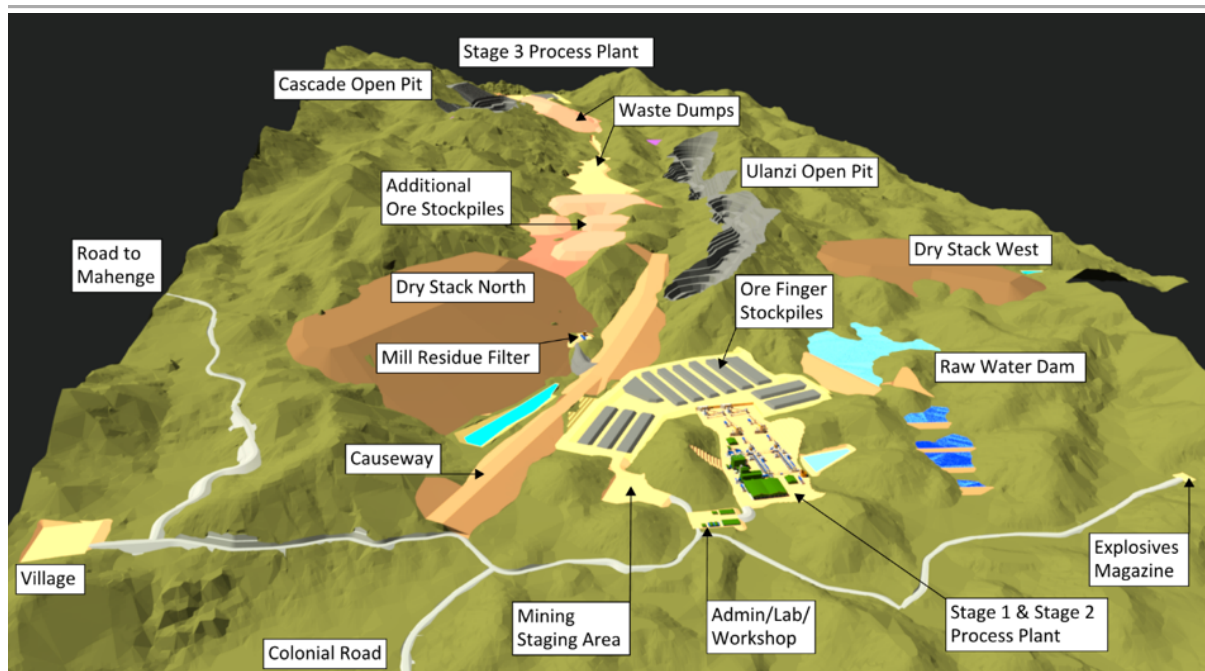 Stage 3 Process Plant
Cascade Open Pit
Waste Dumps
Ulanzi Open Pit
Additional
Ore Stockpiles
Road to
Mahenge
Dry Stack West
Dry Stack North
Ore Finger
Stockpiles
Mill Residue Filter
Raw Water Dam
Causeway
Village
Explosives
Magazine
Mining
Staging Area
Admin/Lab/
Workshop
Stage 1 & Stage 2
Process Plant
Colonial Road